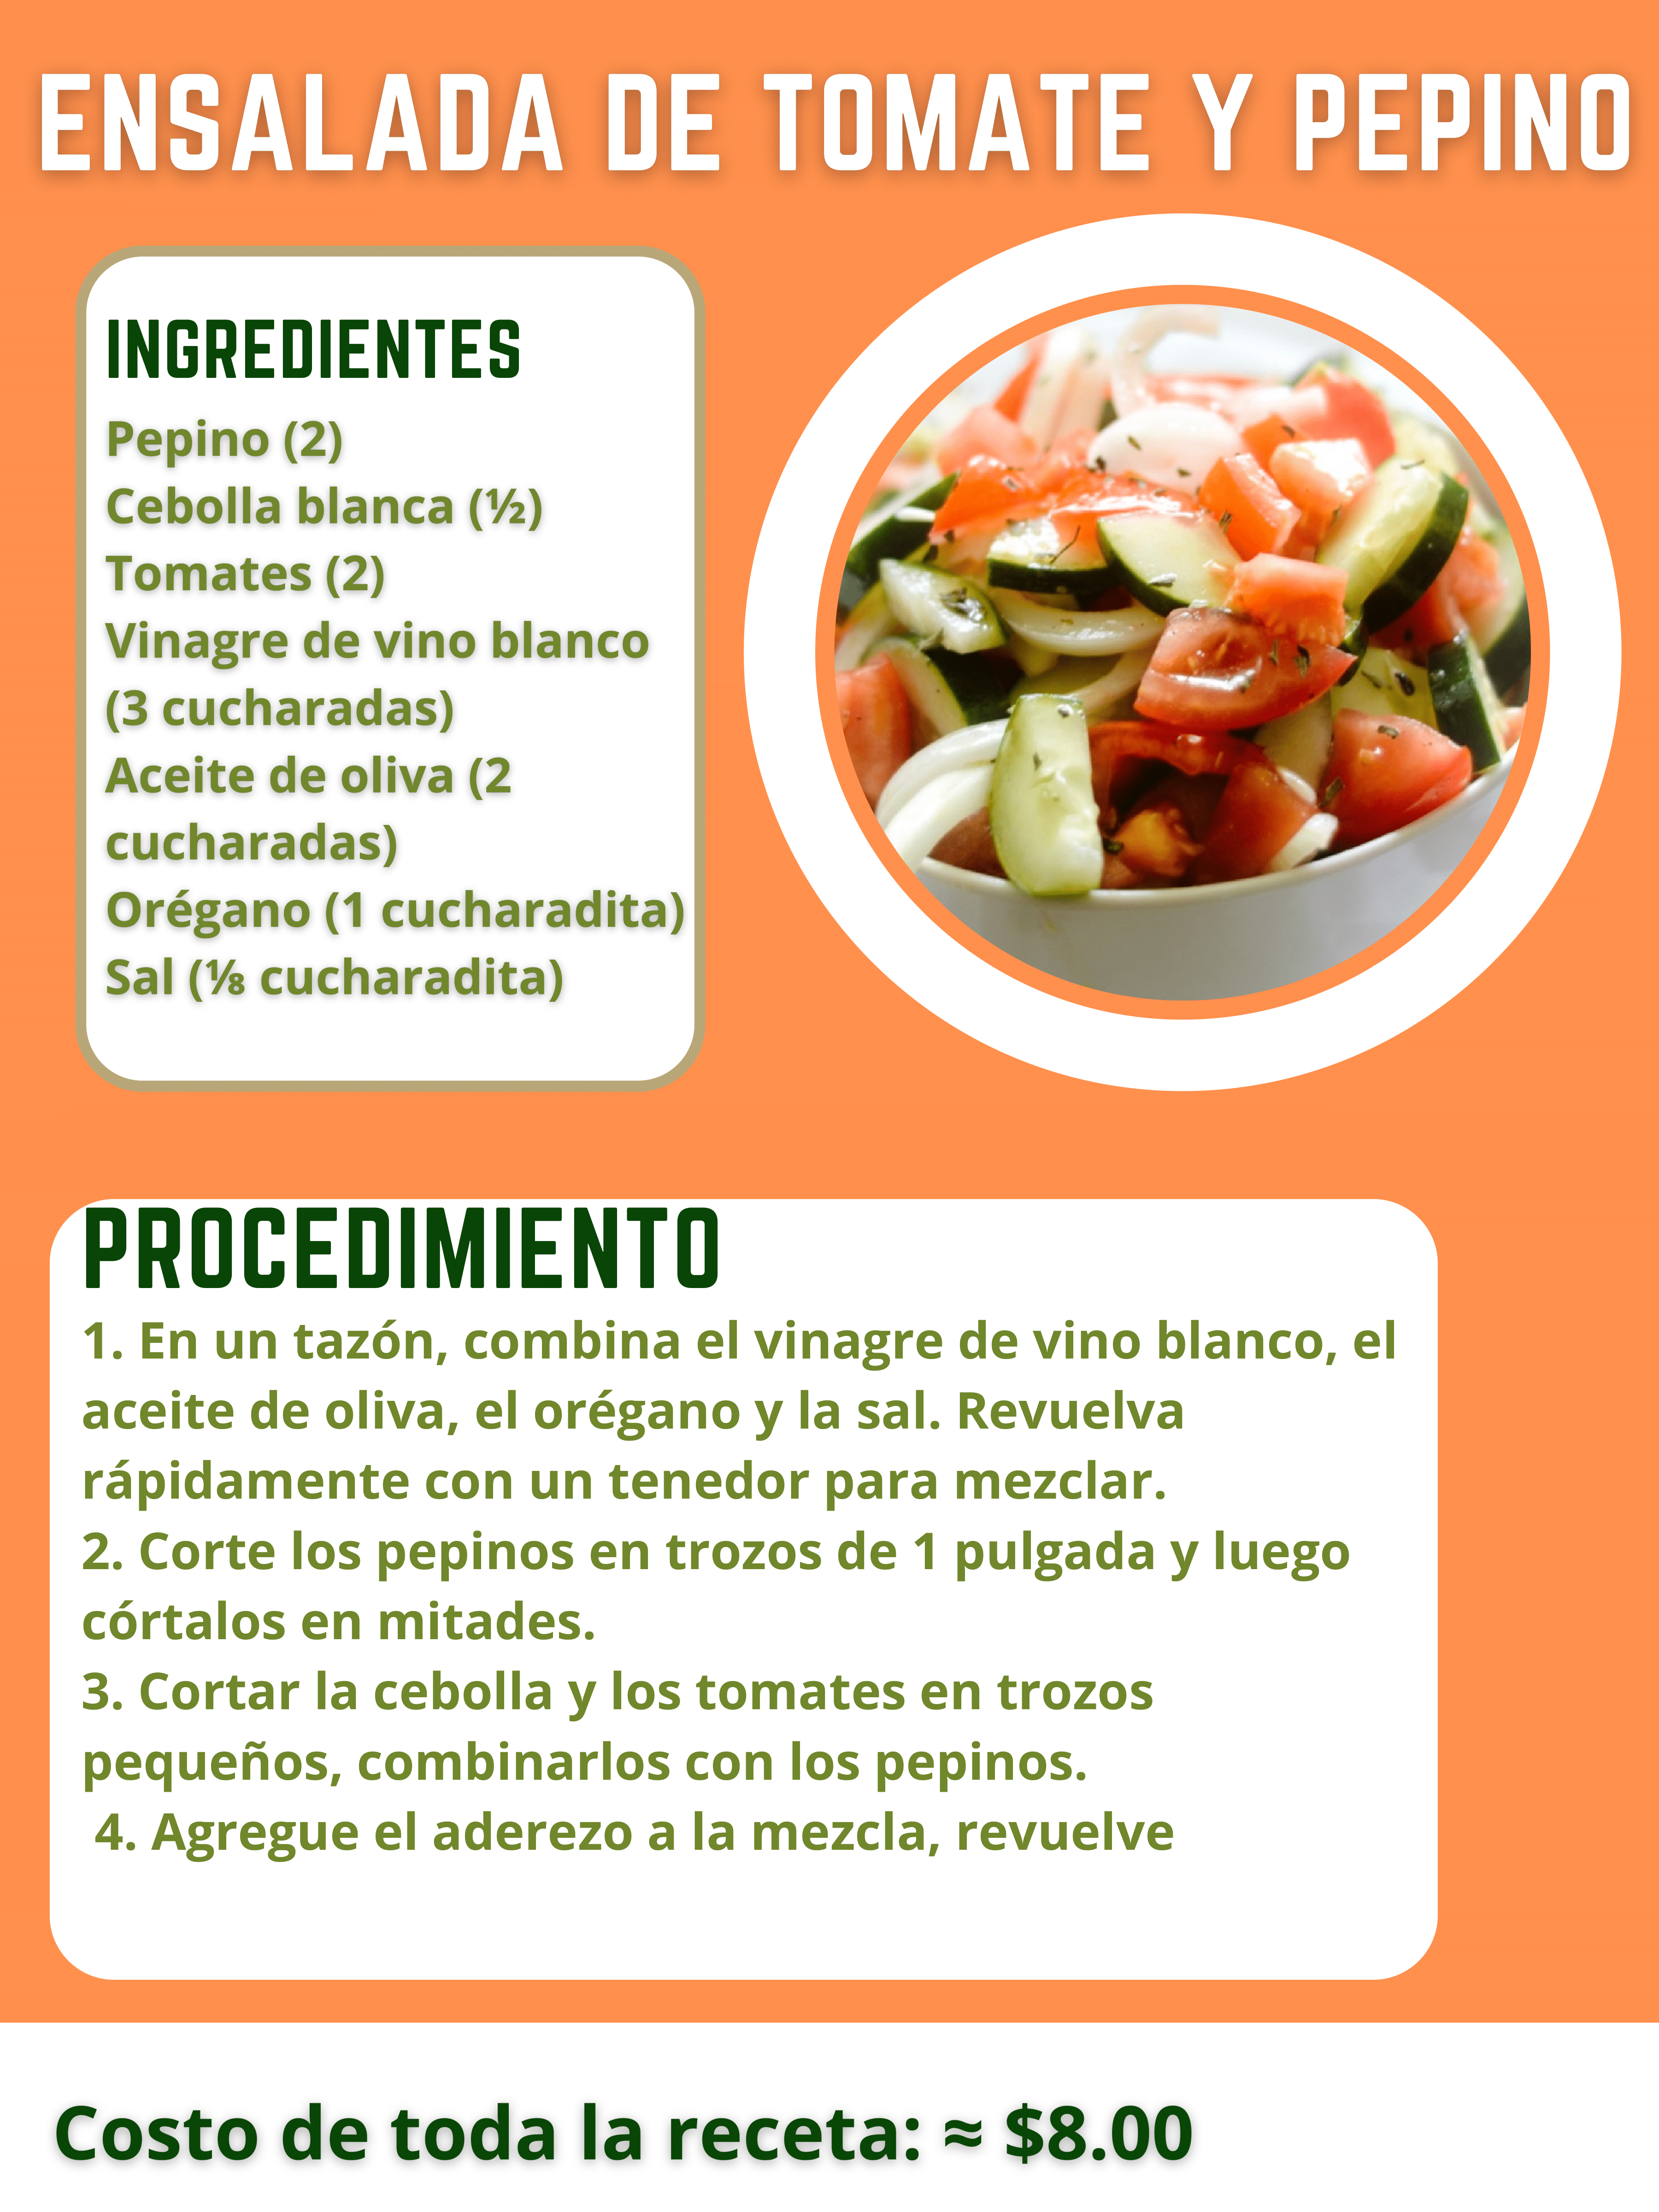 ENSALADA DE TOMATE Y PEPINO
INGREDIENTES
Pepino (2)
Cebolla blanca (½)
Tomates (2)
Vinagre de vino blanco
(3 cucharadas)
Aceite de oliva (2
cucharadas)
Orégano (1 cucharadita)
Sal (⅛ cucharadita)
PROCEDIMIENTO
1. En un tazón, combina el vinagre de vino blanco, el
aceite de oliva, el orégano y la sal. Revuelva
rápidamente con un tenedor para mezclar.
2. Corte los pepinos en trozos de 1 pulgada y luego
córtalos en mitades.
3. Cortar la cebolla y los tomates en trozos
pequeños, combinarlos con los pepinos.
4. Agregue el aderezo a la mezcla, revuelve
Costo de toda la receta: ≈ $8.00